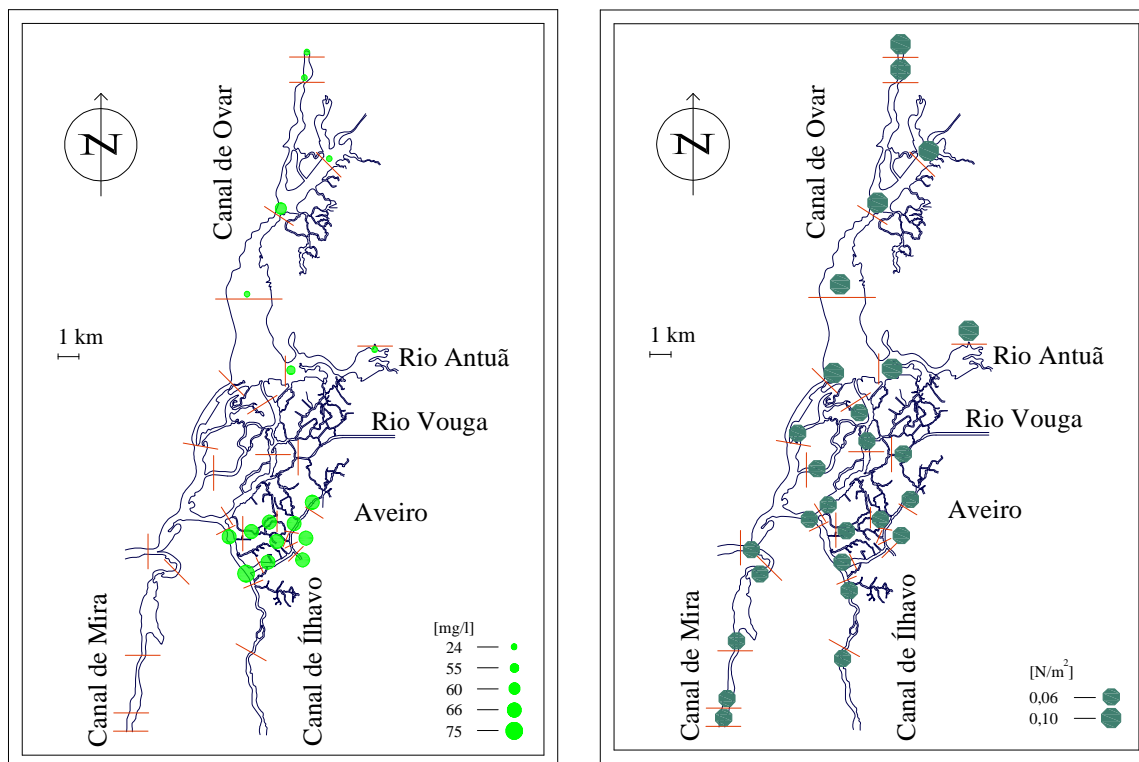 N
Canal de Ovar
1 km
Rio Antuã
Rio Vouga
Aveiro
Canal de Mira
Canal de Ílhavo
[mg/l]
24
55
60
66
75
N
Canal de Ovar
1 km
Rio Antuã
Rio Vouga
Aveiro
Canal de Mira
Canal de Ílhavo
[N/m²]
0,06
0,10